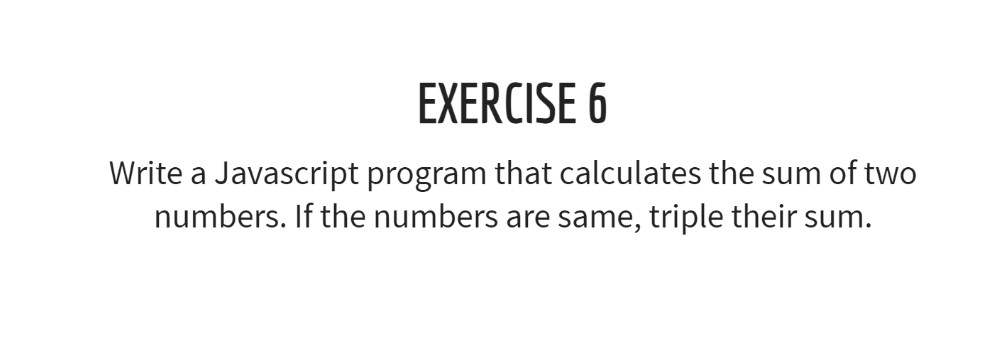 EXERCISE 6
Write a Javascript program that calculates the sum of two
numbers. If the numbers are same, triple their sum.